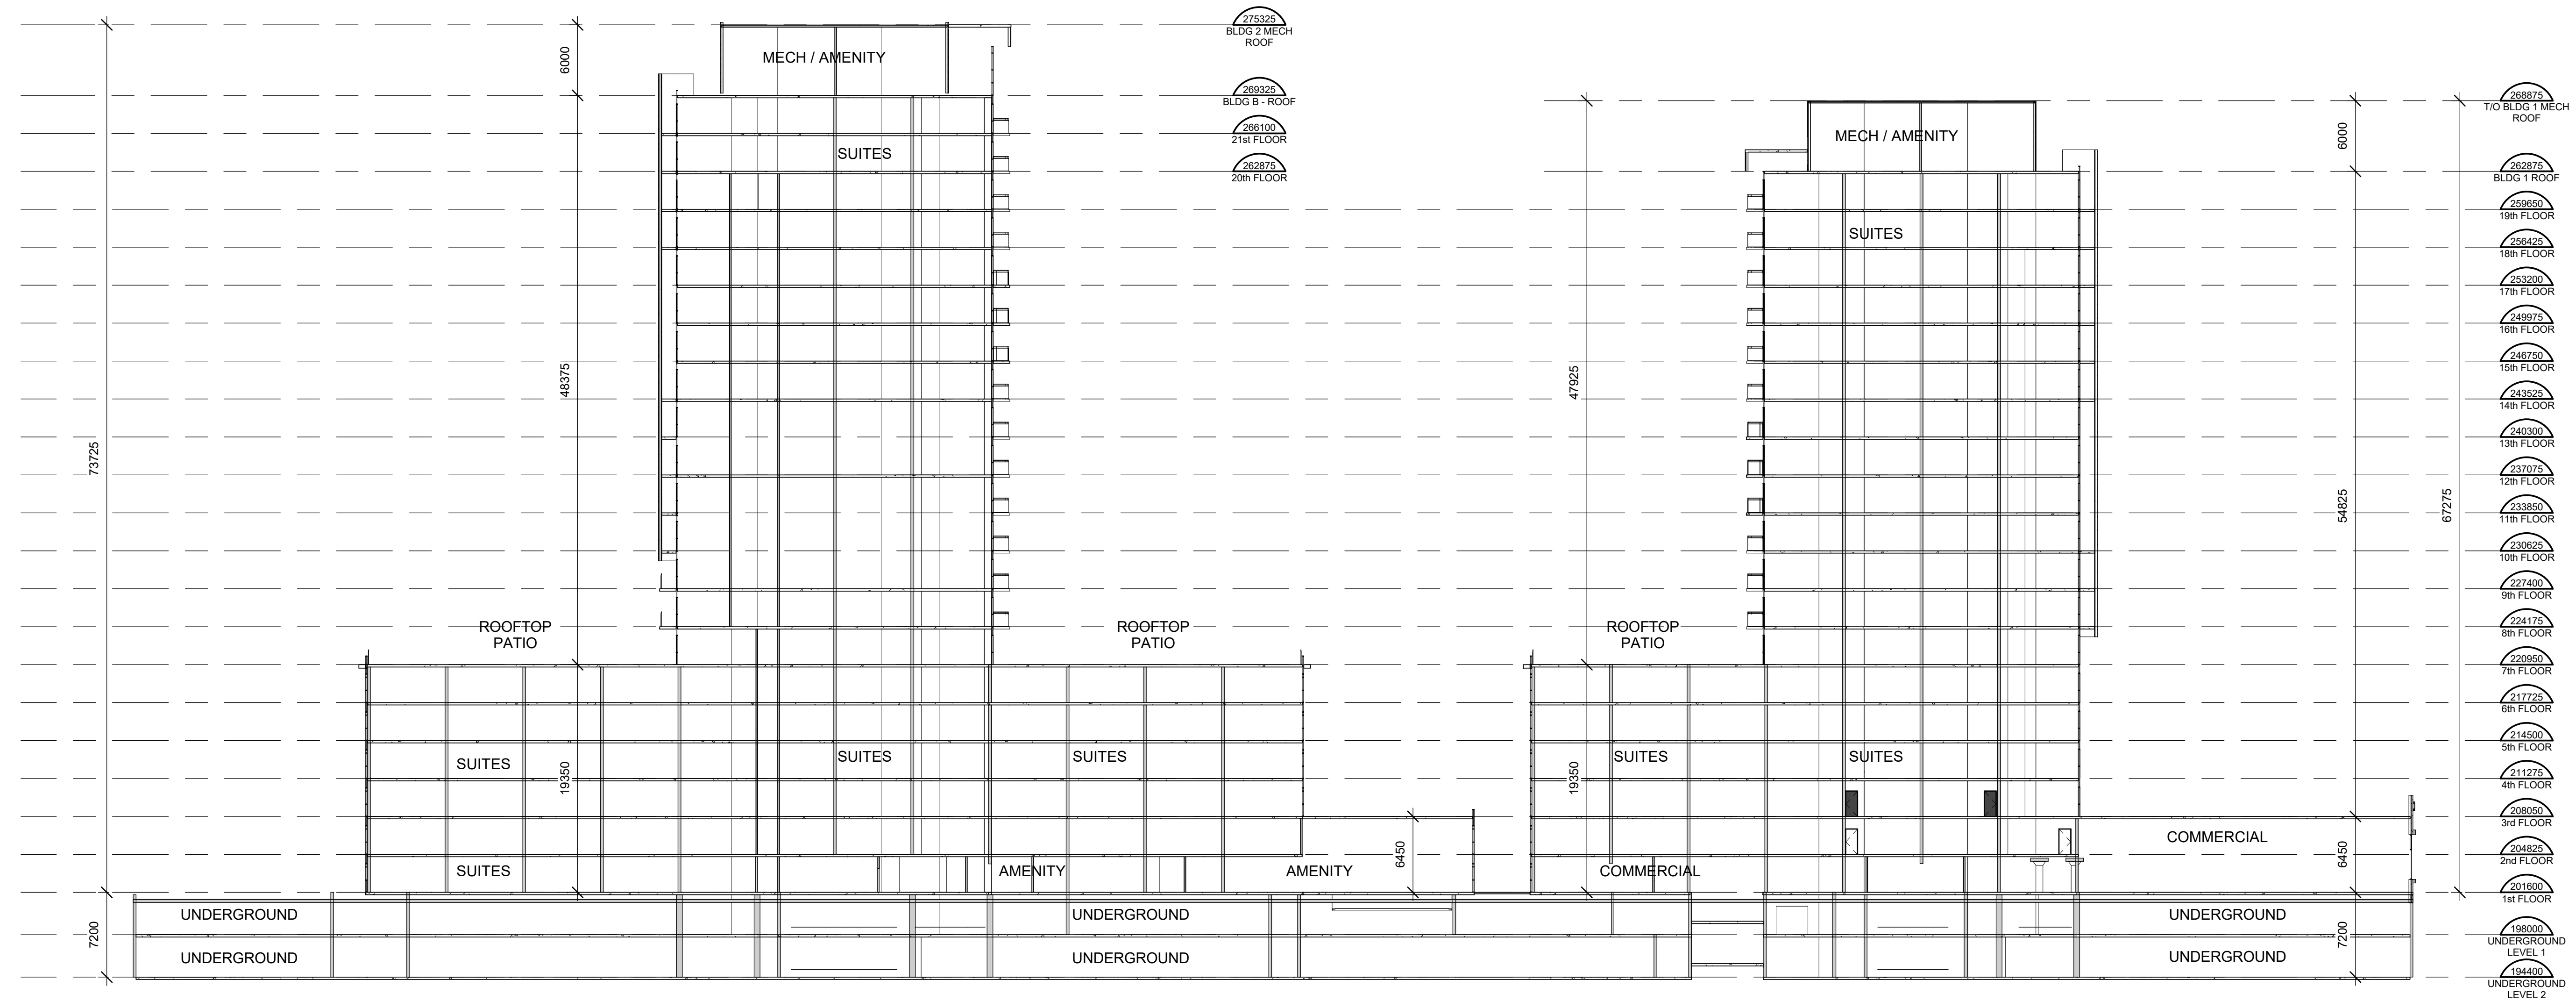 275325
BLDG 2 MECH
ROOF
6000
MECH / AMENITY
269325
BLDG B - ROOF
266100
21st FLOOR
SUITES
262875
20th FLOOR
268875
T/O BLDG 1 MECH
ROOF
MECH / AMENITY
6000
262875
BLDG 1 ROOF
259650
19th FLOOR
SUITES
256425
18th FLOOR
253200
17th FLOOR
249975
16th FLOOR
246750
15th FLOOR
48375
47925
243525
14th FLOOR
73725
240300
13th FLOOR
237075
12th FLOOR
54825
67275
233850
11th FLOOR
230625
10th FLOOR
227400
9th FLOOR
ROOFTOP
PATIO
ROOFTOP
PATIO
ROOFTOP
PATIO
224175
8th FLOOR
220950
7th FLOOR
217725
6th FLOOR
214500
5th FLOOR
SUITES
SUITES
SUITES
SUITES
SUITES
19350
19350
211275
4th FLOOR
208050
3rd FLOOR
COMMERCIAL
6450
6450
204825
2nd FLOOR
SUITES
AMENITY
AMENITY
COMMERCIAL
201600
1st FLOOR
UNDERGROUND
UNDERGROUND
UNDERGROUND
7200
7200
198000
UNDERGROUND
LEVEL 1
UNDERGROUND
UNDERGROUND
UNDERGROUND
194400
UNDERGROUND
LEVEL 2